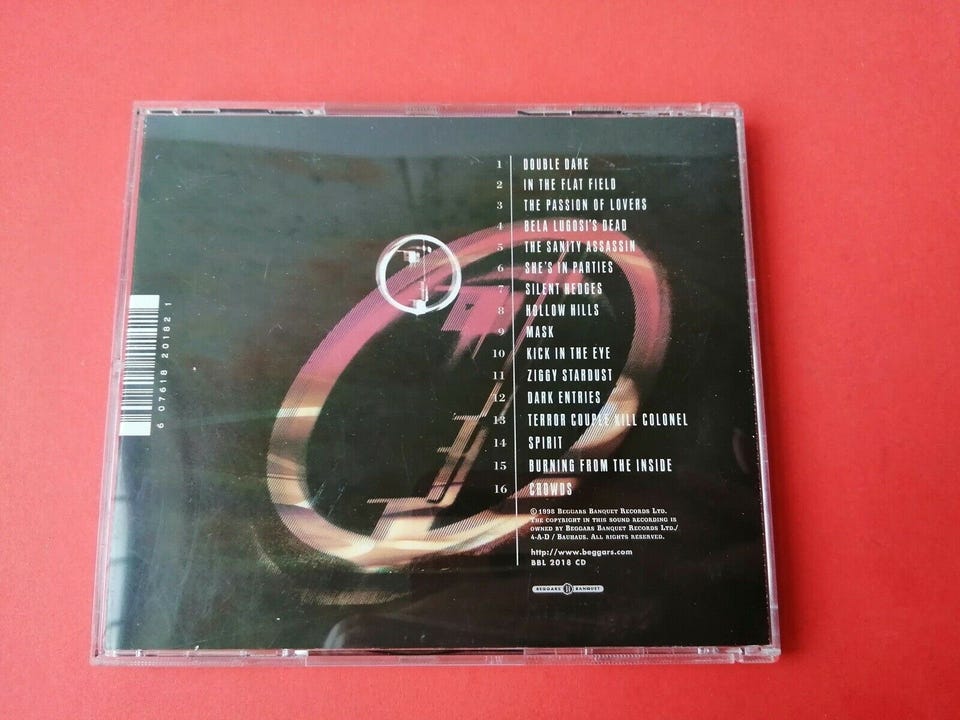 1 DOUBLE DARE
2 IN THE FLAT FIELD
3 THE PASSION OF LOVERS
4 BELA LUGOSI'S DEAD
5 THE SANITY ASSASSIN
6 SHE'S IN PARTIES
7 SILENT HEDGES
8 HOLLOW HILLS
9 MASK
10 KICK IN THE EYE
11 ZIGGY STARDUST
12 DARK ENTRIES
13 TERROR COUPLE KILL COLONEL
14 SPIRIT
15 BURNING FROM THE INSIDE
16 CROWDS
© 1998 BEGGARS BANQUET RECORDS LTD.
THE COPYRIGHT IN THIS SOUND RECORDING IS
OWNED BY BEGGARS BANQUET RECORDS LTD./
4-A-D / BAUHAUS. ALL RIGHTS RESERVED.
http://www.beggars.com
BBL 2018 CD
BEGGARS BANQUET
6 07618 20182 1